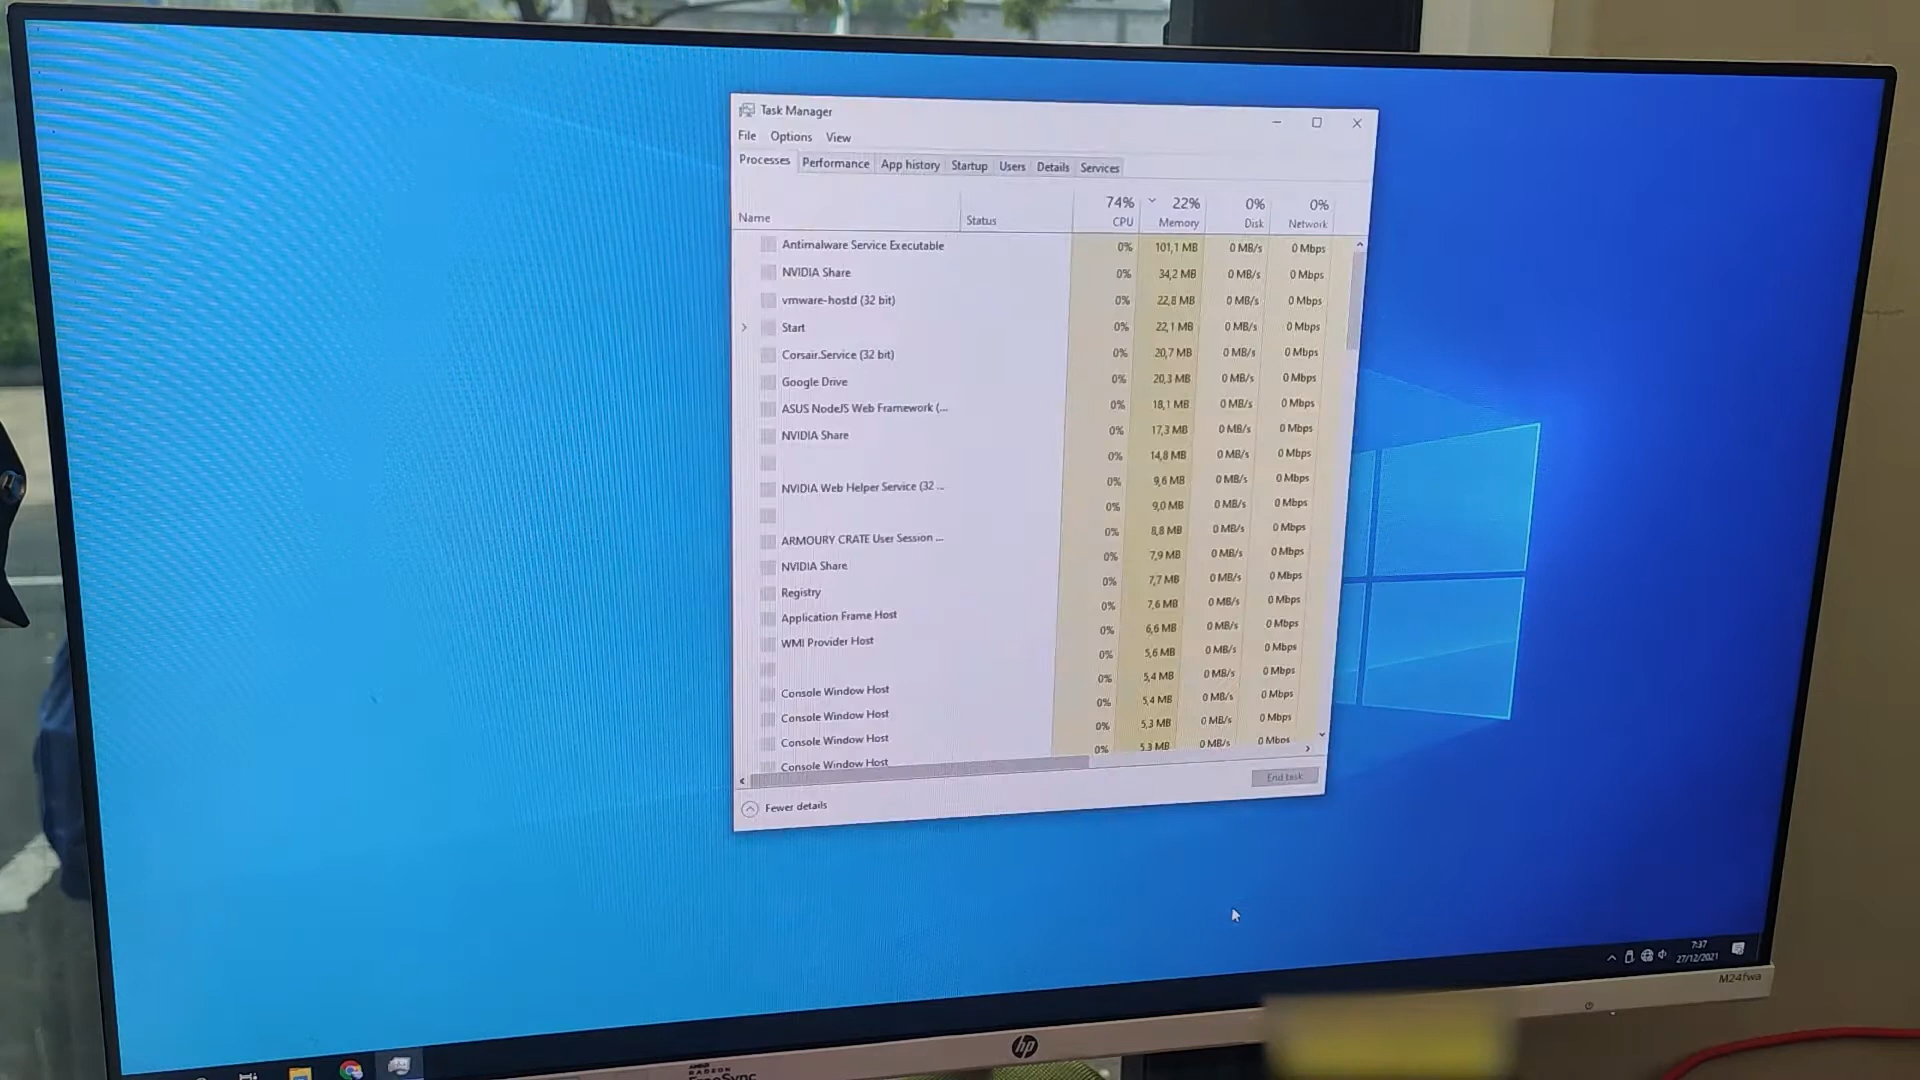 Task Manager
File Options View
Processes Performance App history Startup Users Details Services
74% 22% 0% 0%
Name Status CPU Memory Disk Network
Antimalware Service Executable 0% 101,1 MB 0 MB/s 0 Mbps
NVIDIA Share 0% 34,2 MB 0 MB/s 0 Mbps
vmware-hostd (32 bit) 0% 22,8 MB 0 MB/s 0 Mbps
Start 0% 22,1 MB 0 MB/s 0 Mbps
Corsair.Service (32 bit) 0% 20,7 MB 0 MB/s 0 Mbps
Google Drive 0% 20,3 MB 0 MB/s 0 Mbps
ASUS NodeJS Web Framework (... 0% 18,1 MB 0 MB/s 0 Mbps
NVIDIA Share 0% 17,3 MB 0 MB/s 0 Mbps
0% 14,8 MB 0 MB/s 0 Mbps
NVIDIA Web Helper Service (32 ... 0% 9,6 MB 0 MB/s 0 Mbps
0% 9,0 MB 0 MB/s 0 Mbps
ARMOURY CRATE User Session ... 0% 8,8 MB 0 MB/s 0 Mbps
NVIDIA Share 0% 7,9 MB 0 MB/s 0 Mbps
Registry 0% 7,7 MB 0 MB/s 0 Mbps
Application Frame Host 0% 7,6 MB 0 MB/s 0 Mbps
WMI Provider Host 0% 6,6 MB 0 MB/s 0 Mbps
0% 5,6 MB 0 MB/s 0 Mbps
Console Window Host 0% 5,4 MB 0 MB/s 0 Mbps
Console Window Host 0% 5,4 MB 0 MB/s 0 Mbps
Console Window Host 0% 5,3 MB 0 MB/s 0 Mbps
Console Window Host 0% 5,3 MB 0 MB/s 0 Mbps
End task
Fewer details
7:37
27/12/2021
M24fwa
hp
AMD
RADEON
FreeSync